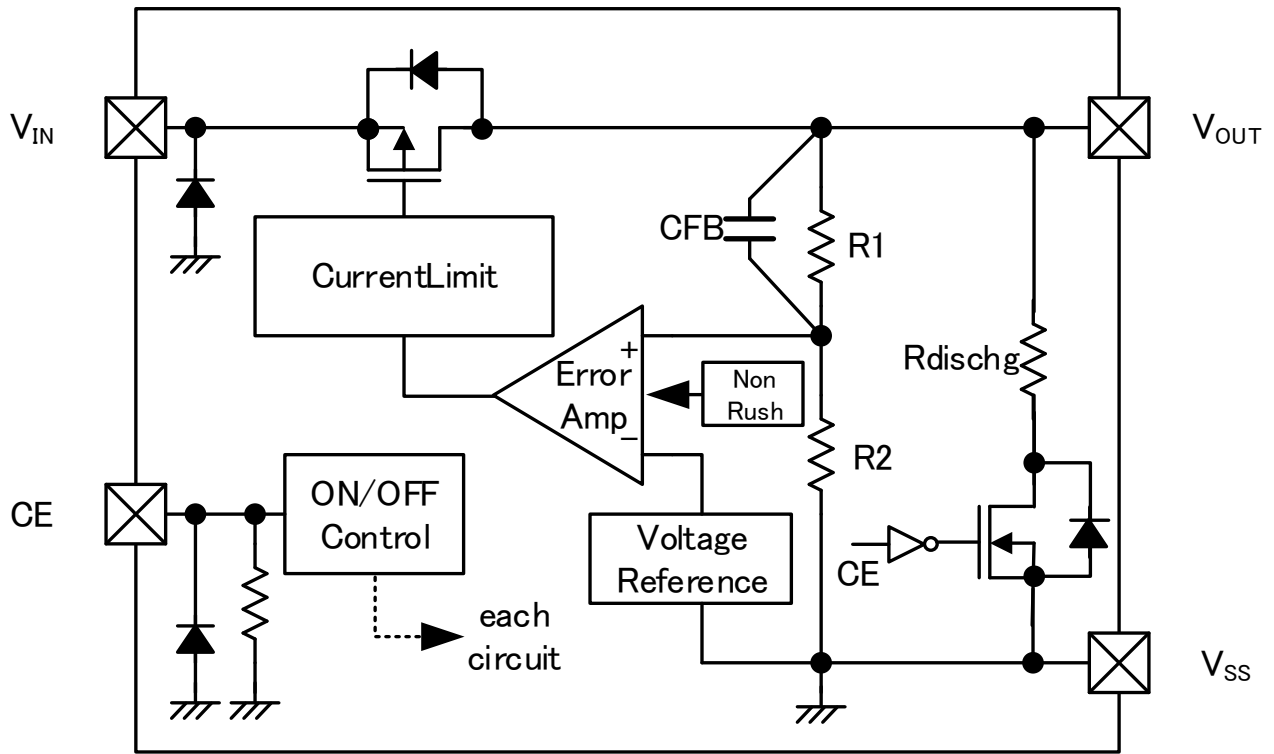 VIN
VOUT
CFB
R1
CurrentLimit
Rdischg
+
Error
Amp
−
Non
Rush
R2
CE
ON/OFF
Control
Voltage
Reference
CE
each
circuit
VSS